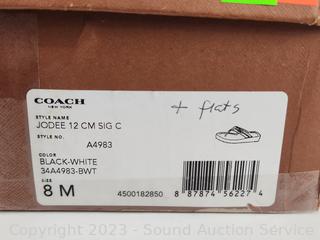 COACH
NEW YORK
+ flats
STYLE NAME
JODEE 12 CM SIG C
STYLE NO.
A4983
COLOR
BLACK-WHITE
34A4983-BWT
SIZE
8 M
4500182850
8 87874 56227 4
Copyright © 2023 - Sound Auction Service